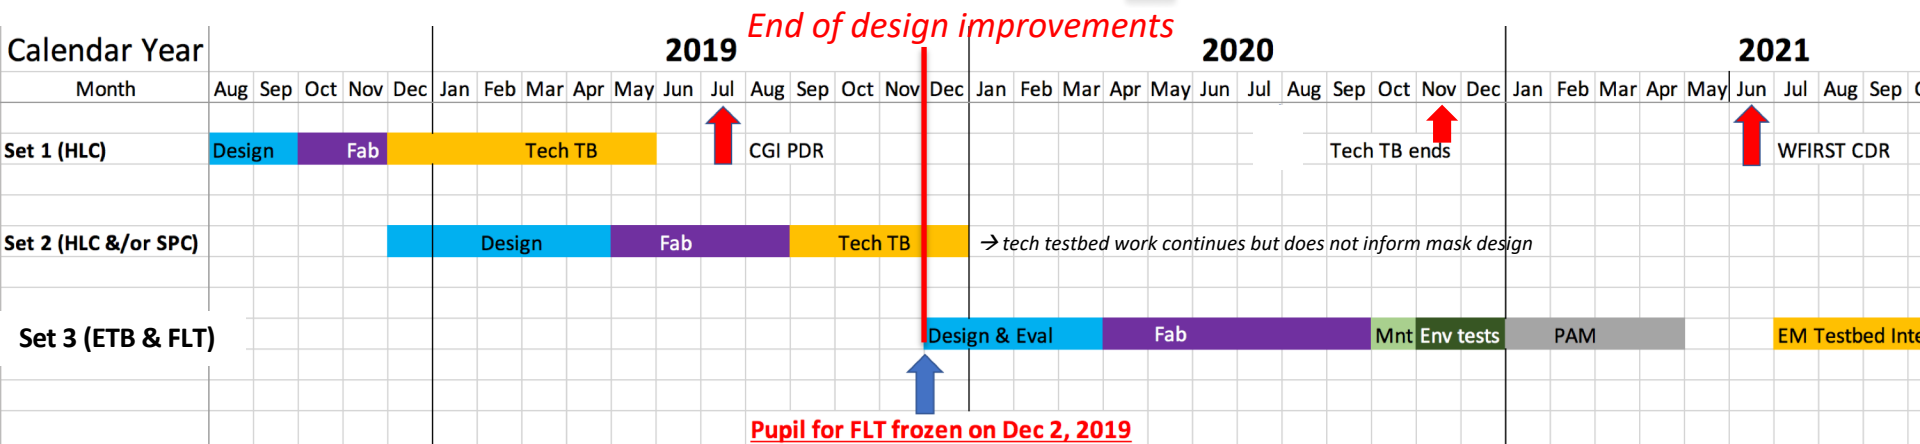 End of design improvements
Calendar Year 2019 2020 2021
Month Aug Sep Oct Nov Dec Jan Feb Mar Apr May Jun Jul Aug Sep Oct Nov Dec Jan Feb Mar Apr May Jun Jul Aug Sep Oct Nov Dec Jan Feb Mar Apr May Jun Jul Aug Sep
Set 1 (HLC) Design Fab Tech TB CGI PDR Tech TB ends WFIRST CDR
Set 2 (HLC &/or SPC) Design Fab Tech TB → tech testbed work continues but does not inform mask design
Set 3 (ETB & FLT) Design & Eval Fab Mnt Env tests PAM EM Testbed Inte
Pupil for FLT frozen on Dec 2, 2019